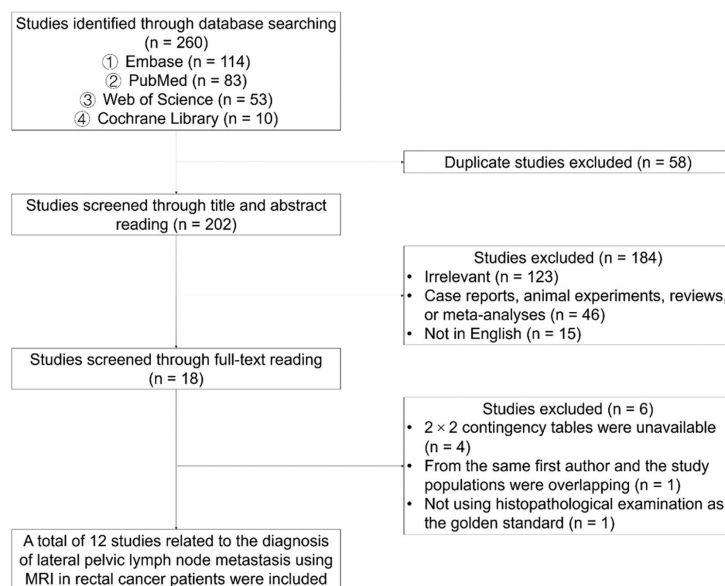 Studies identified through database searching
(n = 260)
① Embase (n = 114)
② PubMed (n = 83)
③ Web of Science (n = 53)
④ Cochrane Library (n = 10)
Duplicate studies excluded (n = 58)
Studies screened through title and abstract
reading (n = 202)
Studies excluded (n = 184)
• Irrelevant (n = 123)
• Case reports, animal experiments, reviews,
or meta-analyses (n = 46)
• Not in English (n = 15)
Studies screened through full-text reading
(n = 18)
Studies excluded (n = 6)
• 2 × 2 contingency tables were unavailable
(n = 4)
• From the same first author and the study
populations were overlapping (n = 1)
• Not using histopathological examination as
the golden standard (n = 1)
A total of 12 studies related to the diagnosis
of lateral pelvic lymph node metastasis using
MRI in rectal cancer patients were included